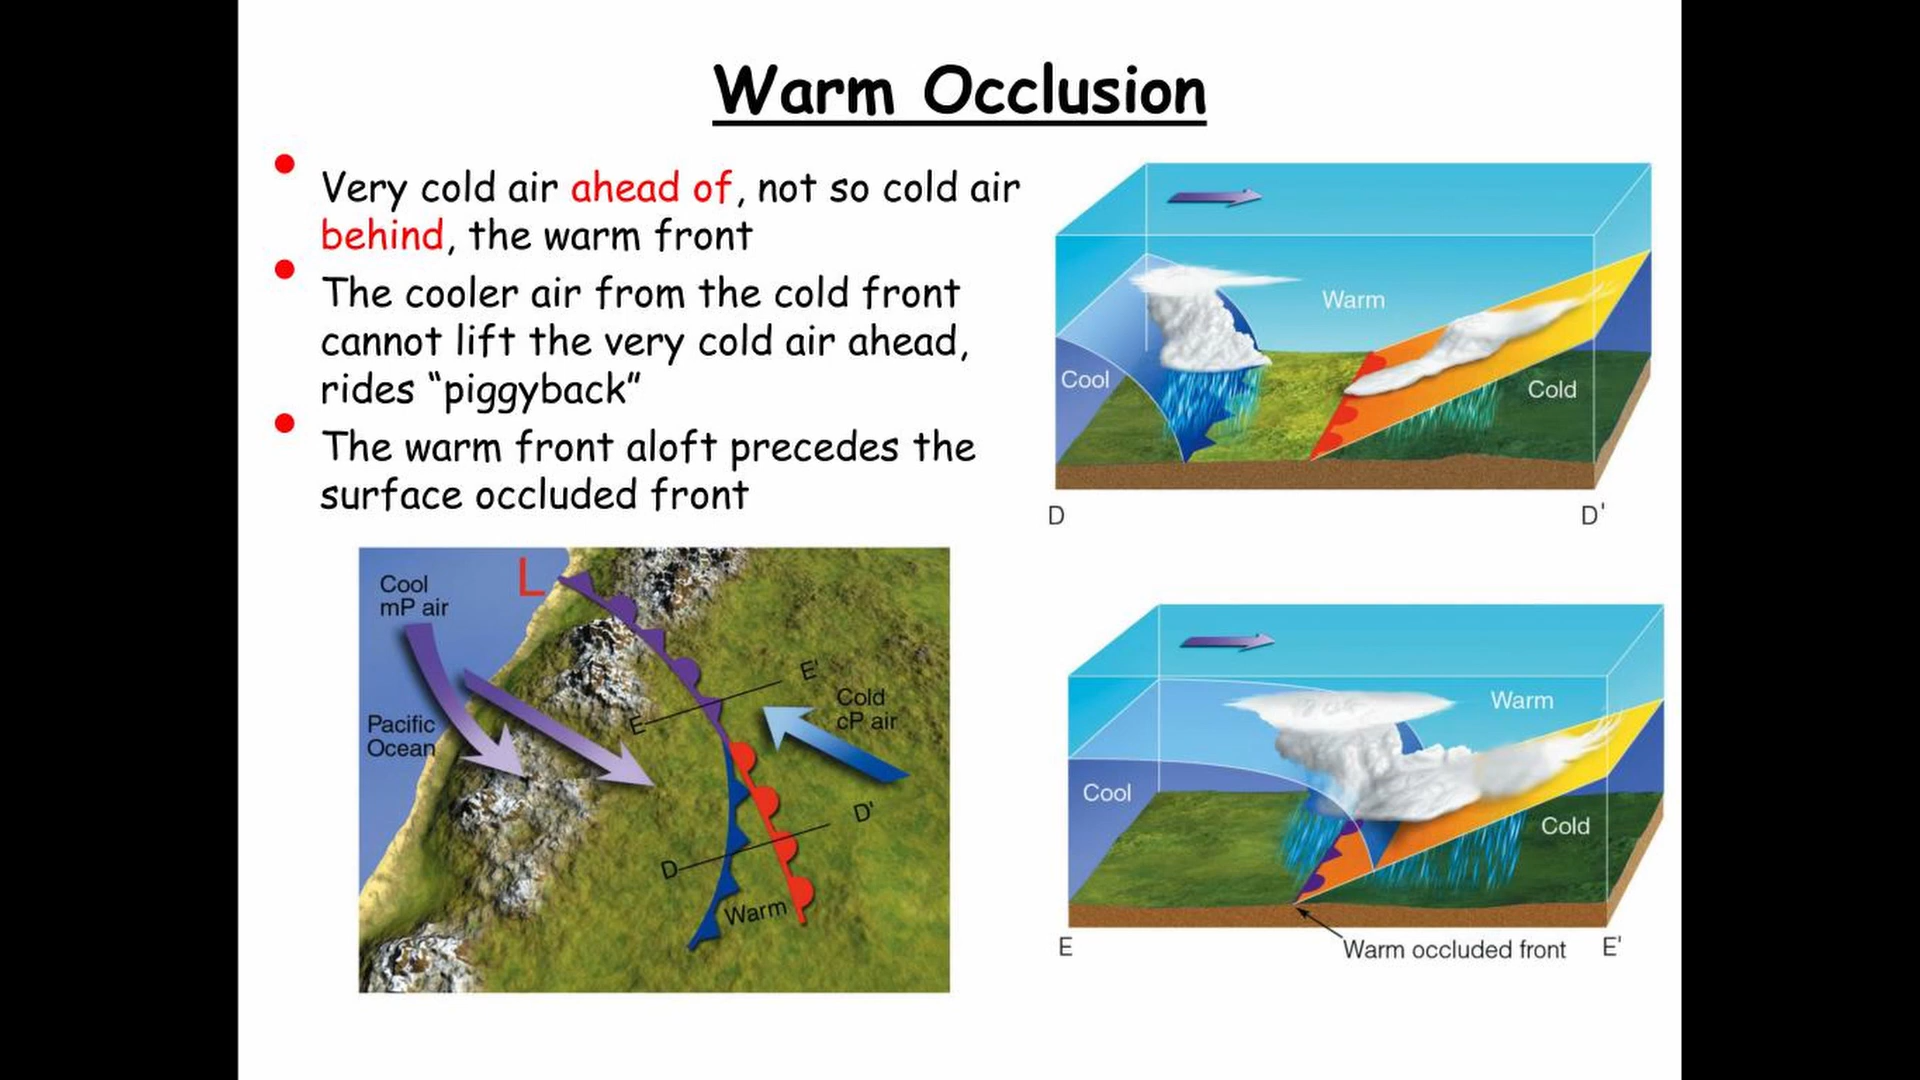 Warm Occlusion
Very cold air ahead of, not so cold air
behind, the warm front
The cooler air from the cold front
cannot lift the very cold air ahead,
rides “piggyback”
The warm front aloft precedes the
surface occluded front
Warm
Cool
Cold
D
D'
Cool
mP air
L
E'
Cold
cP air
E
Pacific
Ocean
D'
D
Warm
Warm
Cool
Cold
E
Warm occluded front
E'